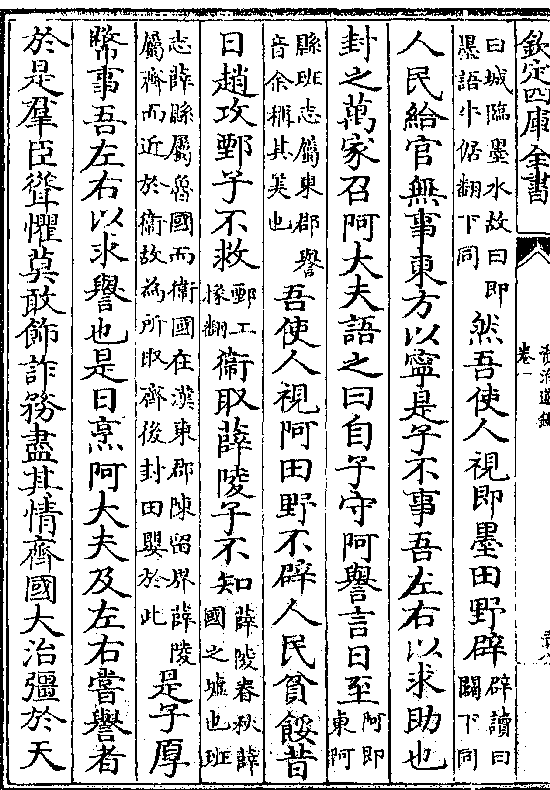 欽定四庫全書
資治通鑑
卷一
曰城臨墨水故曰即
墨語牛倨翻下同
然吾使人視即墨田野辟
辟讀曰
闢下同
人民給官無事東方以寧是子不事吾左右以求助也
封之萬家召阿大夫語之曰自子守阿譽言日至
阿即
東阿
縣班志屬東郡 譽
音余稱其美也
吾使人視阿田野不辟人民貧餒昔
日趙攻鄄子不救
鄄工
掾翻
衞取薛陵子不知
薛陵春秋薛
國之墟也班
志薛縣屬魯國而衞國在漢東郡陳留界薛陵
屬齊而近於衞故為所取齊後封田嬰於此
是子厚
幣事吾左右以求譽也是日烹阿大夫及左右嘗譽者
於是羣臣聳懼莫敢飾詐務盡其情齊國大治彊於天